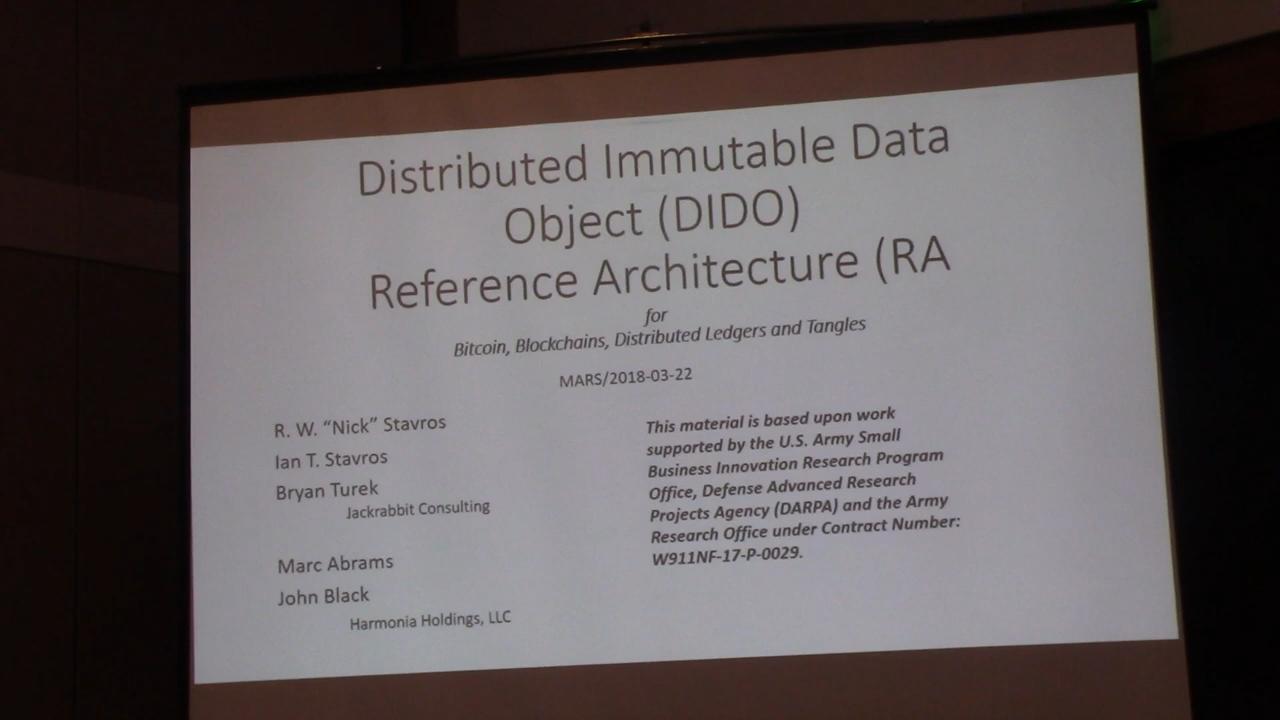 Distributed Immutable Data
Object (DIDO)
Reference Architecture (RA
for
Bitcoin, Blockchains, Distributed Ledgers and Tangles
MARS/2018-03-22
R. W. “Nick” Stavros
Ian T. Stavros
Bryan Turek
Jackrabbit Consulting
Marc Abrams
John Black
Harmonia Holdings, LLC
This material is based upon work
supported by the U.S. Army Small
Business Innovation Research Program
Office, Defense Advanced Research
Projects Agency (DARPA) and the Army
Research Office under Contract Number:
W911NF-17-P-0029.